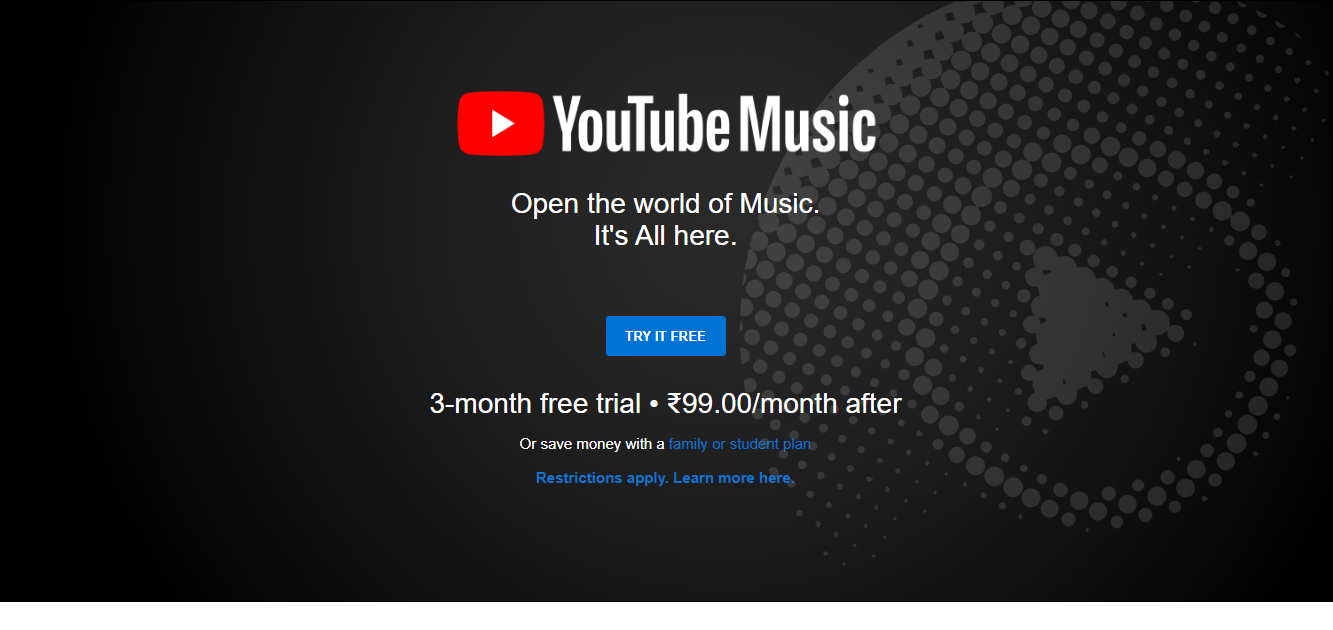 YouTube Music
Open the world of Music.
It's All here.
TRY IT FREE
3-month free trial • ₹99.00/month after
Or save money with a family or student plan
Restrictions apply. Learn more here.